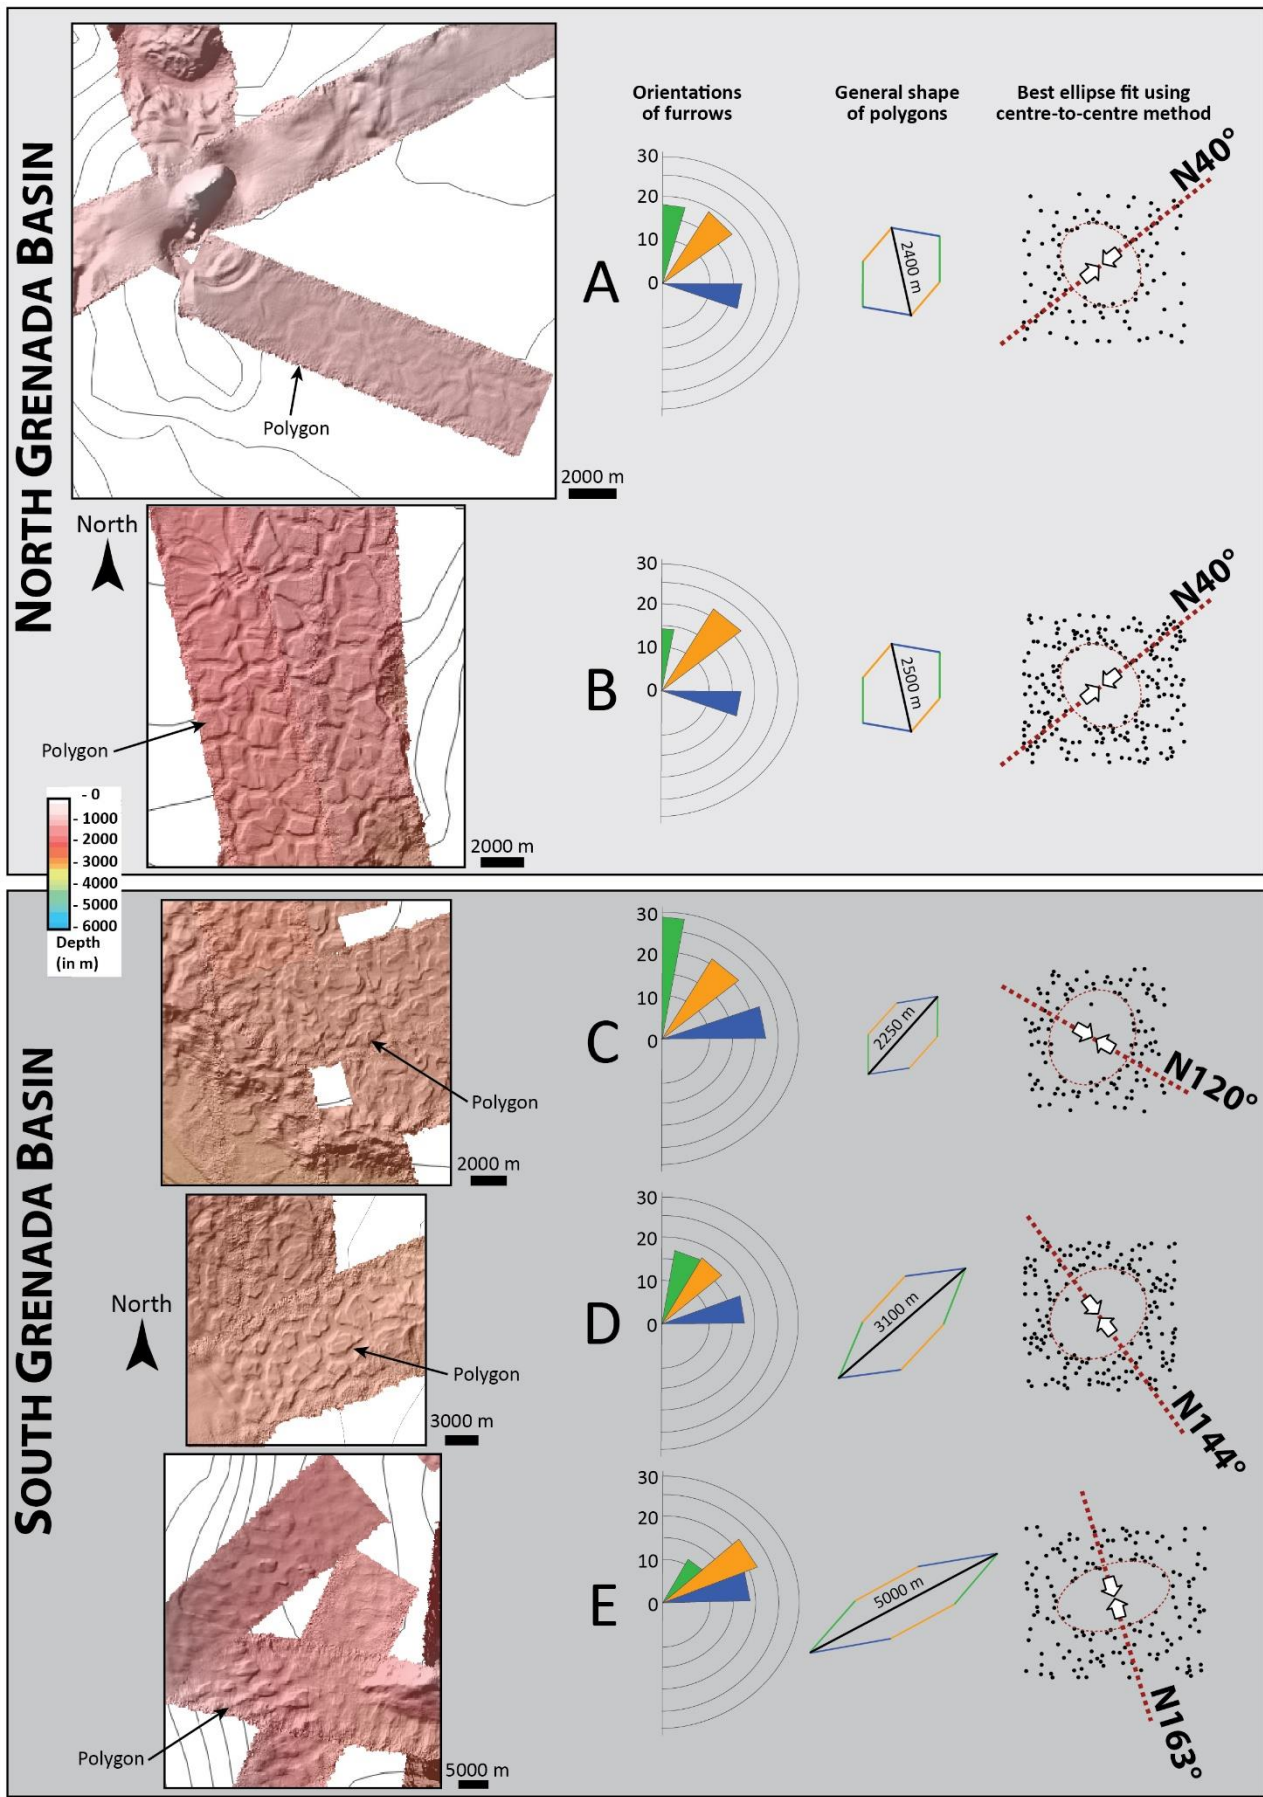 NORTH GRENADA BASIN
Polygon
2000 m
Orientations
of furrows
General shape
of polygons
Best ellipse fit using
centre-to-centre method
30
20
10
0
A
2400 m
N40°
North
Polygon
2000 m
30
20
10
0
B
2500 m
N40°
- 0
- 1000
- 2000
- 3000
- 4000
- 5000
- 6000
Depth
(in m)
SOUTH GRENADA BASIN
Polygon
2000 m
30
20
10
0
C
2250 m
N120°
North
Polygon
3000 m
30
20
10
0
D
3100 m
N144°
Polygon
5000 m
30
20
10
0
E
5000 m
N163°